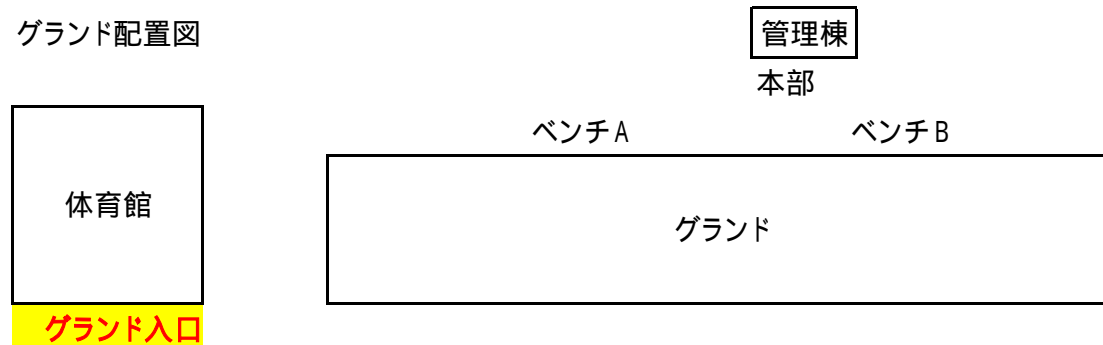 グランド配置図
管理棟
本部
ベンチA
ベンチB
体育館
グランド
グランド入口